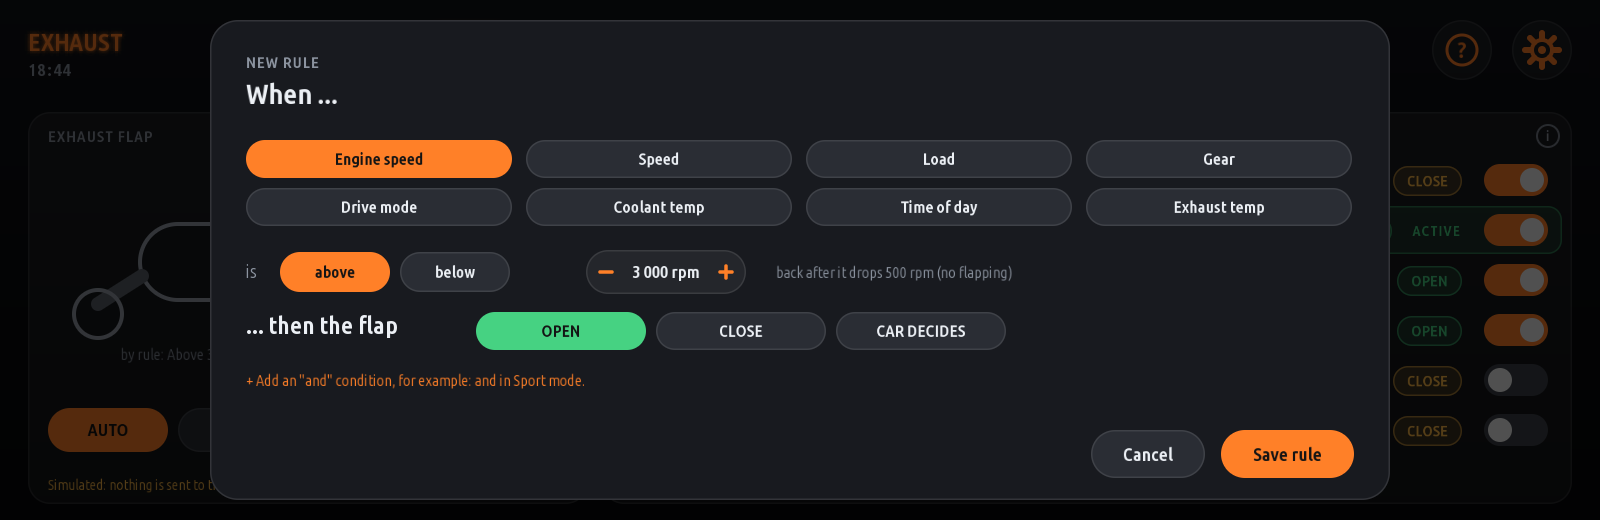 EXHAUST
18:44
?
EXHAUST FLAP
i
NEW RULE
When ...
Engine speed
Speed
Load
Gear
Drive mode
Coolant temp
Time of day
Exhaust temp
is
above
below
− 3 000 rpm +
back after it drops 500 rpm (no flapping)
... then the flap
OPEN
CLOSE
CAR DECIDES
+ Add an "and" condition, for example: and in Sport mode.
Cancel
Save rule
by rule: Above
AUTO
Simulated: nothing is sent to
CLOSE
ACTIVE
OPEN
OPEN
CLOSE
CLOSE